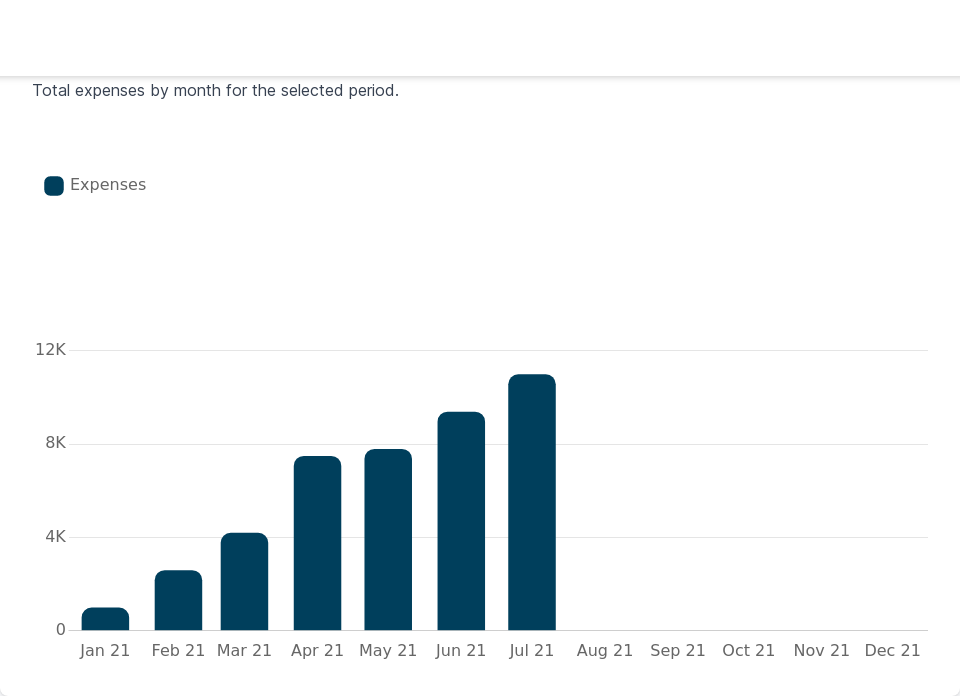 Total expenses by month for the selected period.
Expenses
12K
8K
4K
0
Jan 21 Feb 21 Mar 21 Apr 21 May 21 Jun 21 Jul 21 Aug 21 Sep 21 Oct 21 Nov 21 Dec 21